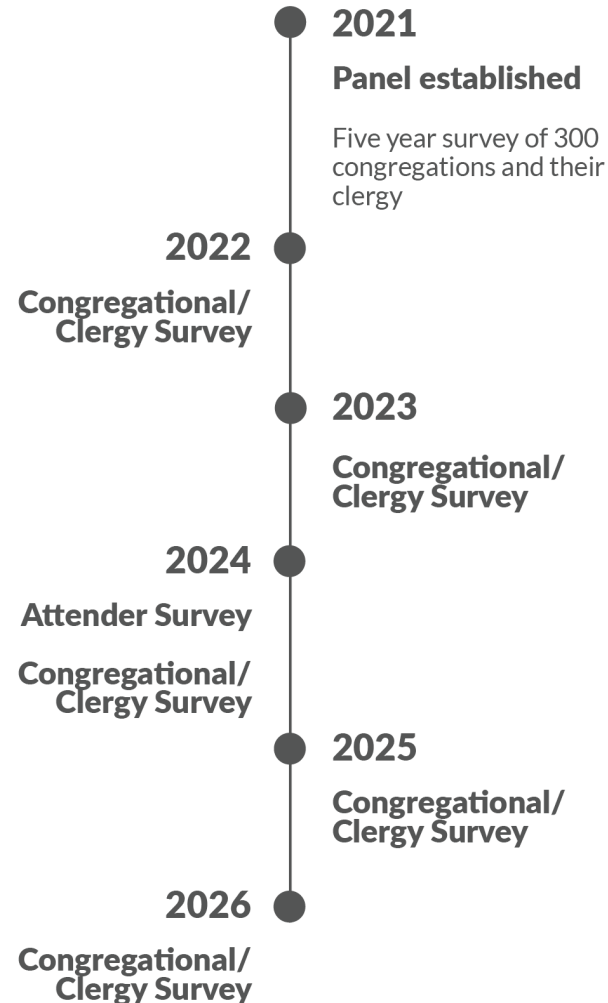 2021
Panel established
Five year survey of 300
congregations and their
clergy
2022
Congregational/
Clergy Survey
2023
Congregational/
Clergy Survey
2024
Attender Survey
Congregational/
Clergy Survey
2025
Congregational/
Clergy Survey
2026
Congregational/
Clergy Survey